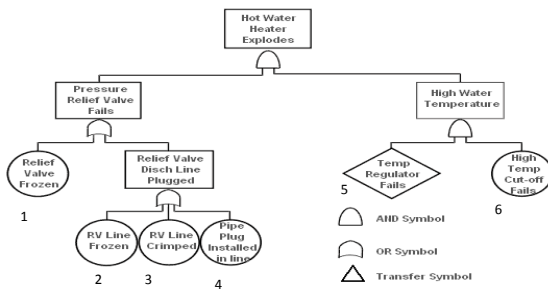 Hot Water
Heater
Explodes
Pressure
Relief Valve
Fails
High Water
Temperature
Relief
Valve
Frozen
Relief Valve
Disch Line
Plugged
Temp
Regulator
Fails
High
Temp
Cut-off
Fails
1
5
6
RV Line
Frozen
RV Line
Crimped
Pipe
Plug
Installed
in line
2
3
4
AND Symbol
OR Symbol
Transfer Symbol